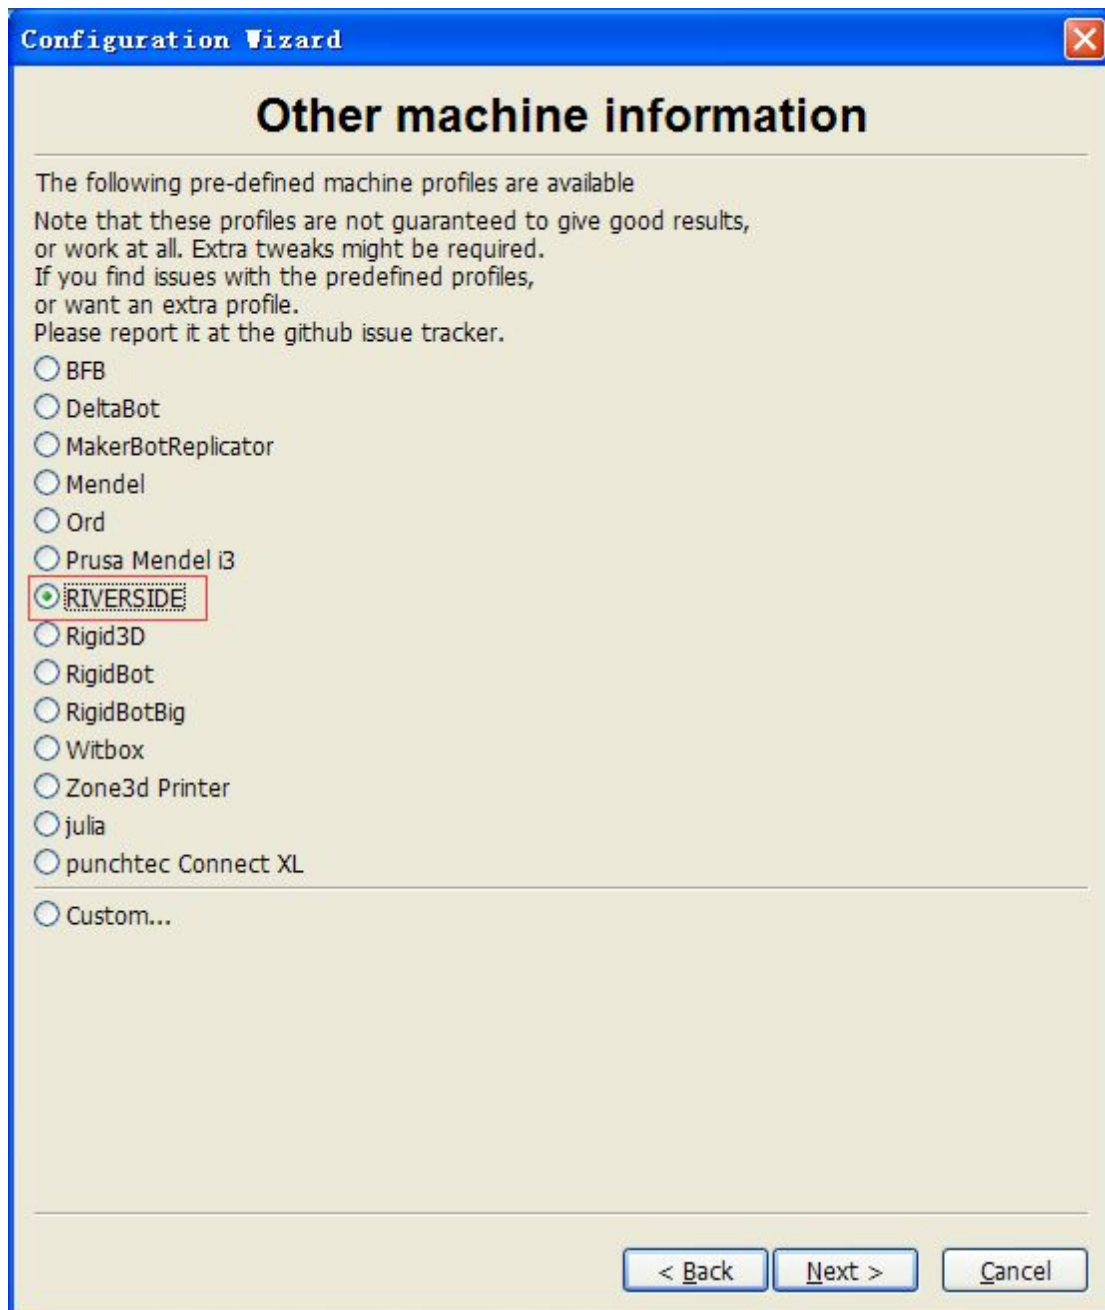 Configuration Wizard
Other machine information
The following pre-defined machine profiles are available
Note that these profiles are not guaranteed to give good results,
or work at all. Extra tweaks might be required.
If you find issues with the predefined profiles,
or want an extra profile.
Please report it at the github issue tracker.
BFB
DeltaBot
MakerBotReplicator
Mendel
Ord
Prusa Mendel i3
RIVERSIDE
Rigid3D
RigidBot
RigidBotBig
Witbox
Zone3d Printer
julia
punchtec Connect XL
Custom...
< Back Next > Cancel